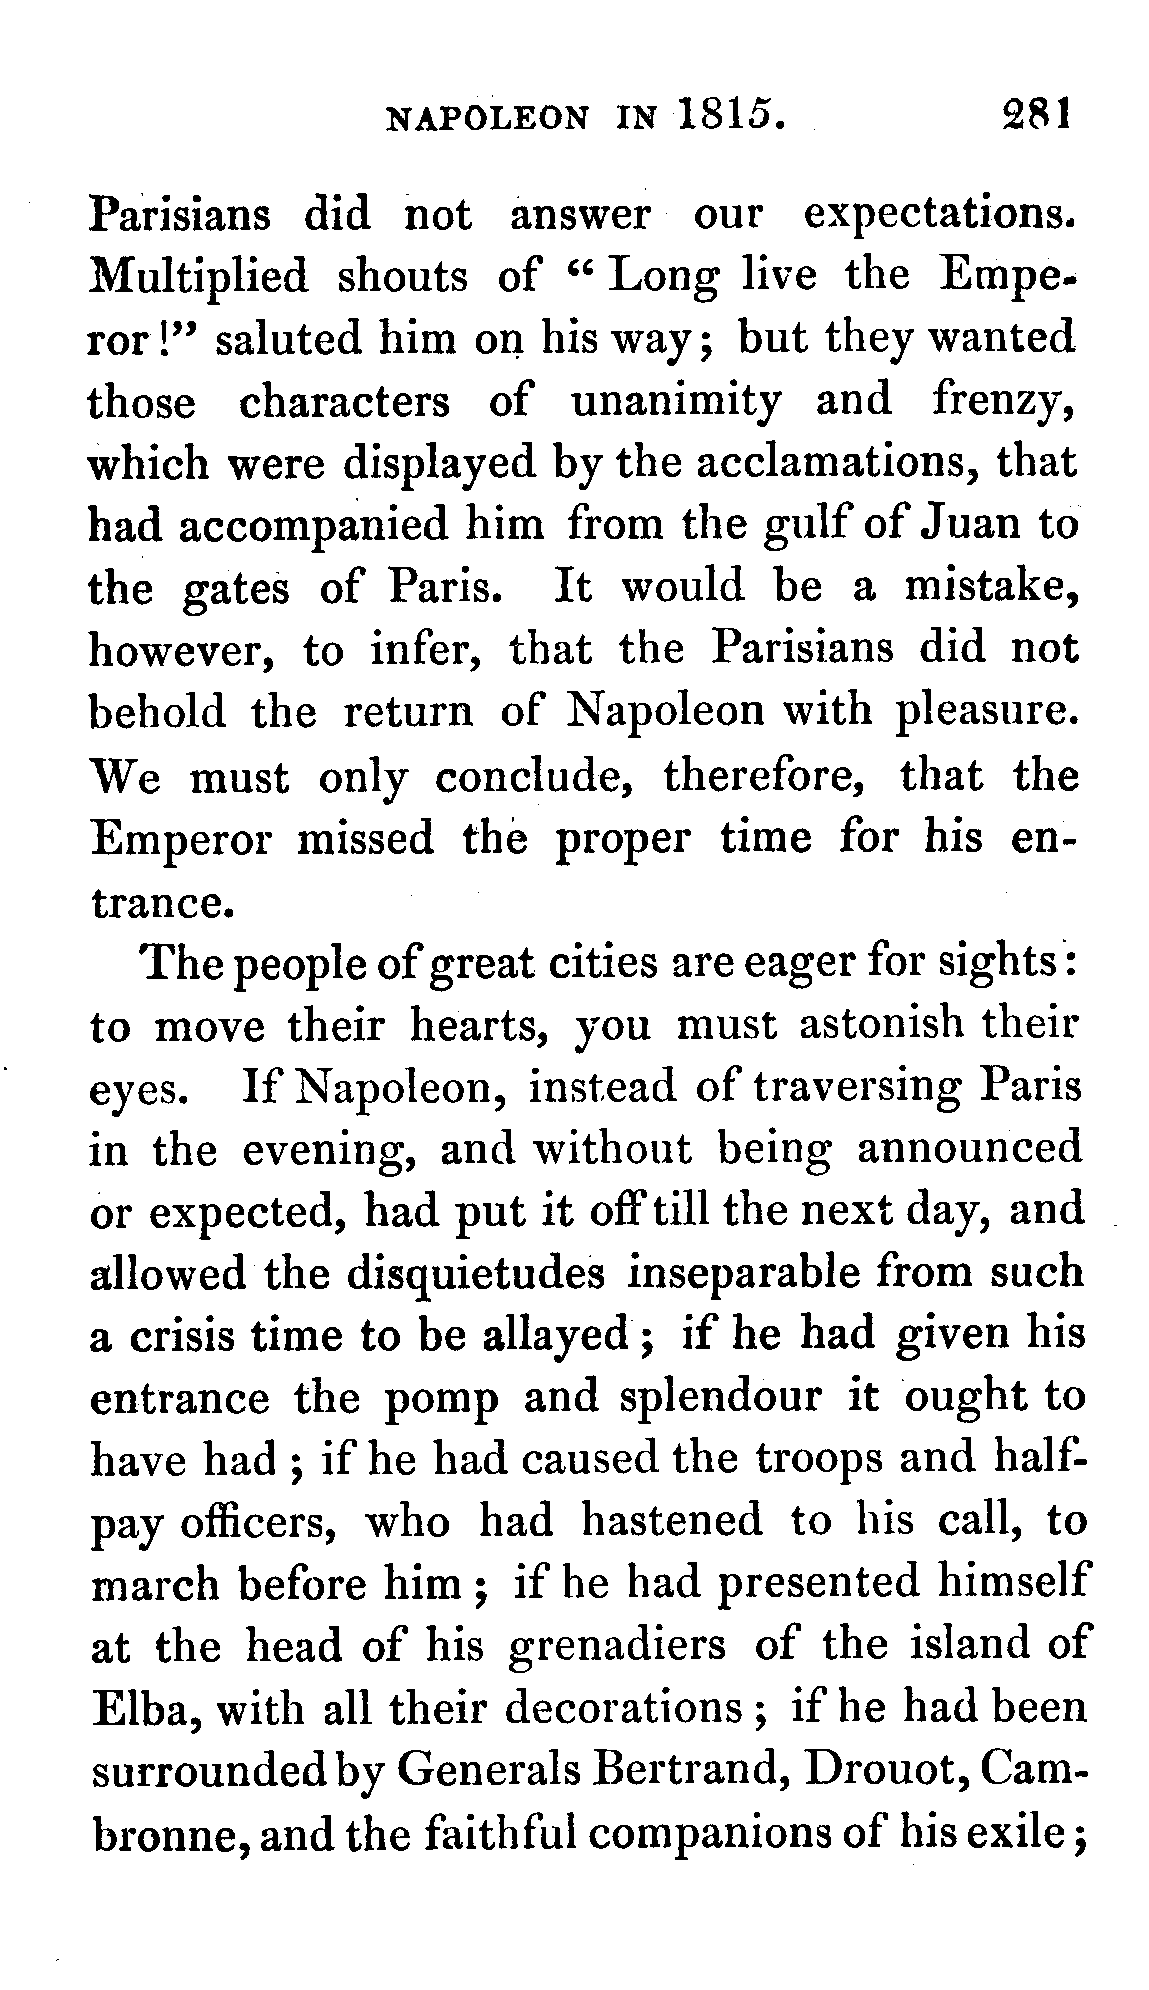 NAPOLEON IN 1815. 281
Parisians did not answer our expectations.
Multiplied shouts of “ Long live the Empe-
ror !” saluted him on his way ; but they wanted
those characters of unanimity and frenzy,
which were displayed by the acclamations, that
had accompanied him from the gulf of Juan to
the gates of Paris. It would be a mistake,
however, to infer, that the Parisians did not
behold the return of Napoleon with pleasure.
We must only conclude, therefore, that the
Emperor missed the proper time for his en-
trance.
The people of great cities are eager for sights :
to move their hearts, you must astonish their
eyes. If Napoleon, instead of traversing Paris
in the evening, and without being announced
or expected, had put it off till the next day, and
allowed the disquietudes inseparable from such
a crisis time to be allayed ; if he had given his
entrance the pomp and splendour it ought to
have had ; if he had caused the troops and half-
pay officers, who had hastened to his call, to
march before him ; if he had presented himself
at the head of his grenadiers of the island of
Elba, with all their decorations ; if he had been
surrounded by Generals Bertrand, Drouot, Cam-
bronne, and the faithful companions of his exile ;